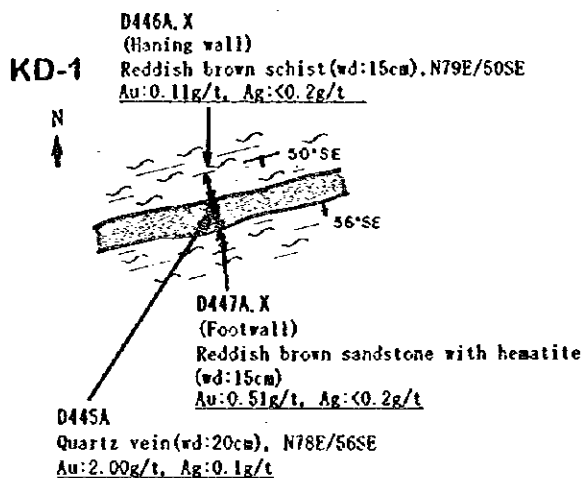 D446A.X
(Haning wall)
KD-1
Reddish brown schist(wd:15cm),N79E/50SE
Au:0.11g/t, Ag:<0.2g/t
N
50°SE
56°SE
D447A.X
(Footwall)
Reddish brown sandstone with hematite
(wd:15cm)
Au:0.51g/t, Ag:<0.2g/t
D445A
Quartz vein(wd:20cm), N78E/56SE
Au:2.00g/t, Ag:0.1g/t